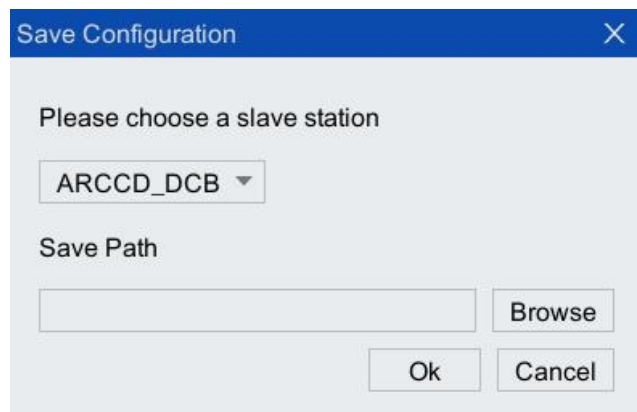 Save Configuration
Please choose a slave station
ARCCD_DCB
Save Path
Browse
Ok Cancel